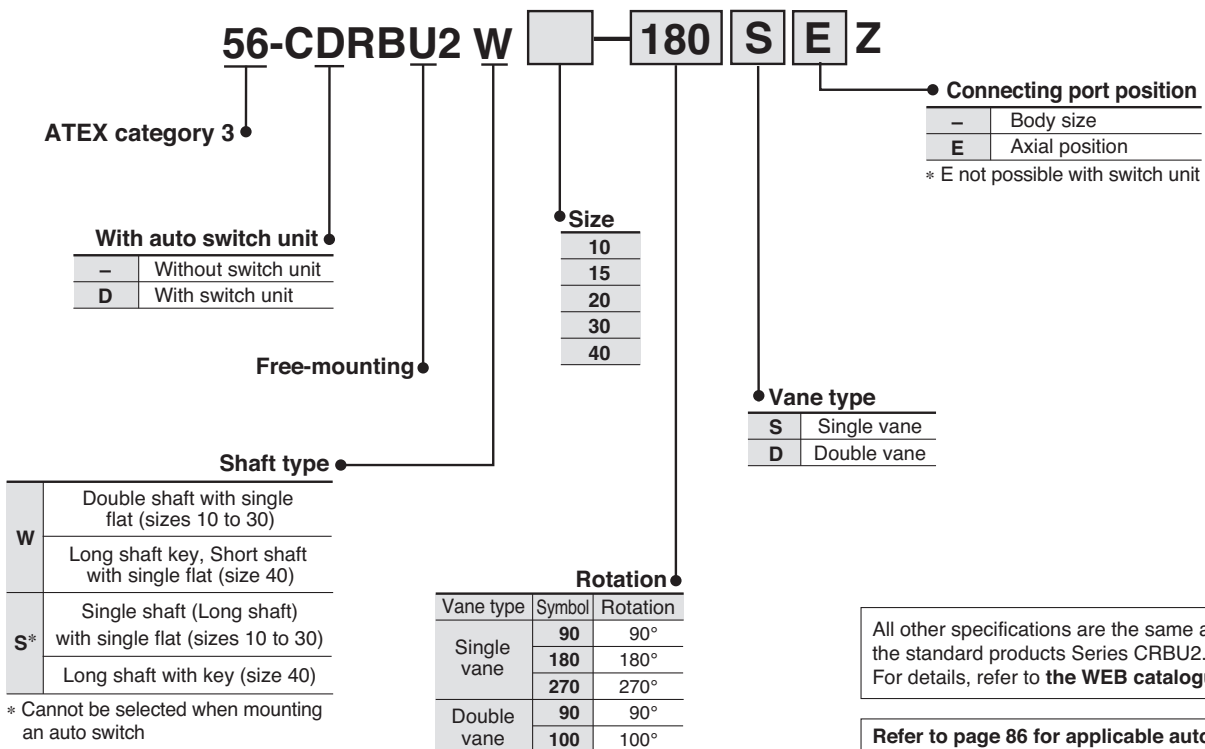 56-CDRBU2 W – 180 S E Z
Connecting port position
– Body size
E Axial position
* E not possible with switch unit
ATEX category 3
With auto switch unit
– Without switch unit
D With switch unit
Size
10
15
20
30
40
Free-mounting
Vane type
S Single vane
D Double vane
Shaft type
W
Double shaft with single
flat (sizes 10 to 30)
Long shaft key, Short shaft
with single flat (size 40)
S*
Single shaft (Long shaft)
with single flat (sizes 10 to 30)
Long shaft with key (size 40)
* Cannot be selected when mounting
an auto switch
Rotation
Vane type Symbol Rotation
Single
vane
90 90°
180 180°
270 270°
Double
vane
90 90°
100 100°
All other specifications are the same a
the standard products Series CRBU2.
For details, refer to the WEB catalogu
Refer to page 86 for applicable auto